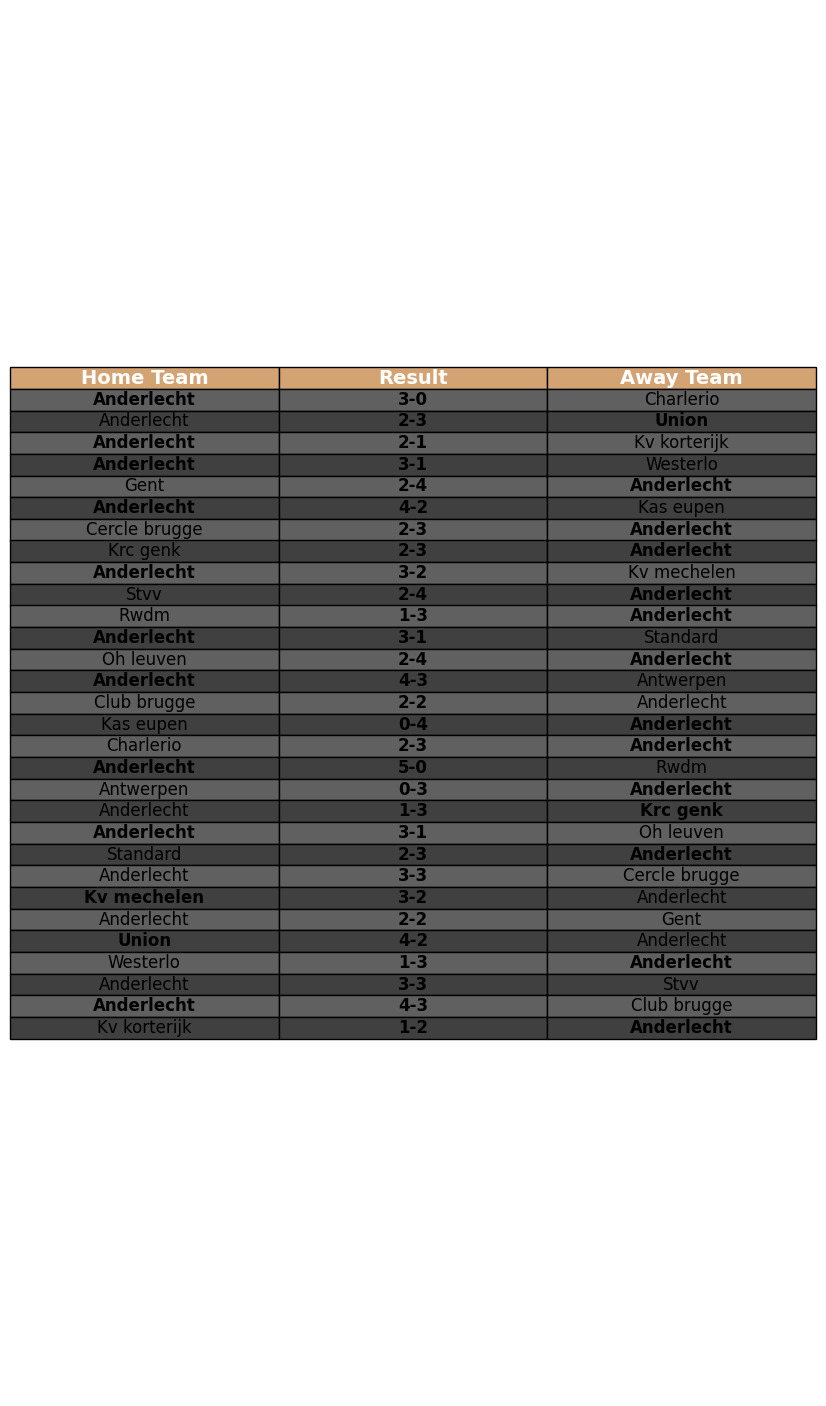 Home Team Result Away Team
Anderlecht 3-0 Charlerio
Anderlecht 2-3 Union
Anderlecht 2-1 Kv korterijk
Anderlecht 3-1 Westerlo
Gent 2-4 Anderlecht
Anderlecht 4-2 Kas eupen
Cercle brugge 2-3 Anderlecht
Krc genk 2-3 Anderlecht
Anderlecht 3-2 Kv mechelen
Stvv 2-4 Anderlecht
Rwdm 1-3 Anderlecht
Anderlecht 3-1 Standard
Oh leuven 2-4 Anderlecht
Anderlecht 4-3 Antwerpen
Club brugge 2-2 Anderlecht
Kas eupen 0-4 Anderlecht
Charlerio 2-3 Anderlecht
Anderlecht 5-0 Rwdm
Antwerpen 0-3 Anderlecht
Anderlecht 1-3 Krc genk
Anderlecht 3-1 Oh leuven
Standard 2-3 Anderlecht
Anderlecht 3-3 Cercle brugge
Kv mechelen 3-2 Anderlecht
Anderlecht 2-2 Gent
Union 4-2 Anderlecht
Westerlo 1-3 Anderlecht
Anderlecht 3-3 Stvv
Anderlecht 4-3 Club brugge
Kv korterijk 1-2 Anderlecht